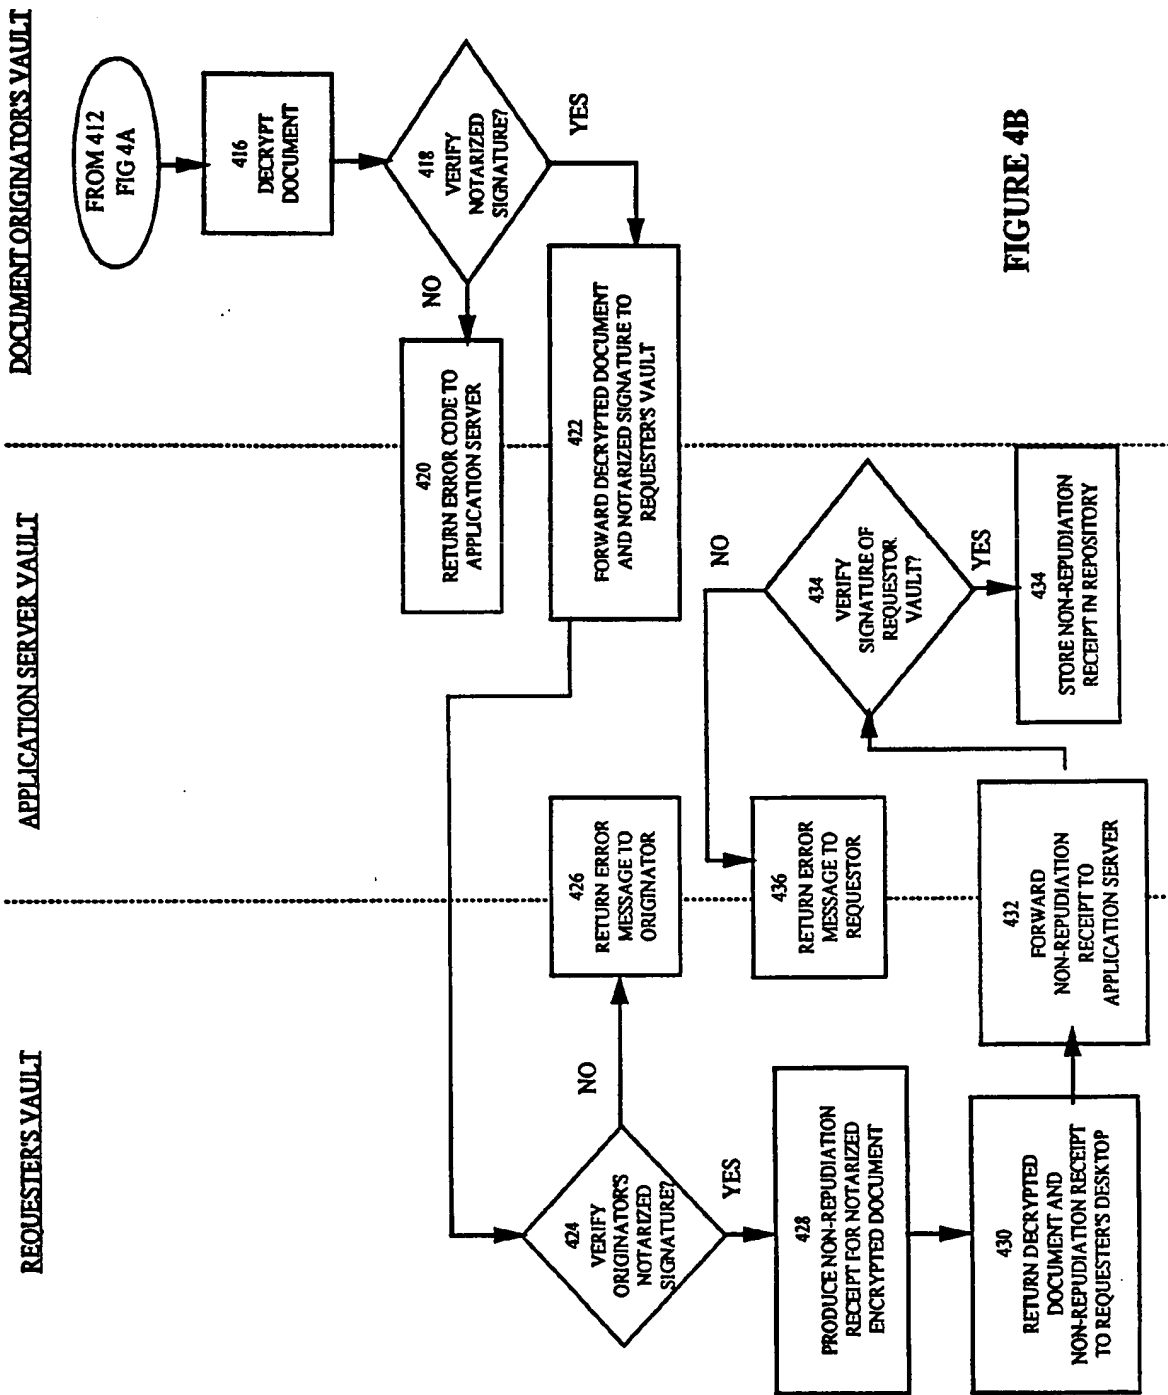 REQUESTER'S VAULT
APPLICATION SERVER VAULT
DOCUMENT ORIGINATOR'S VAULT
FROM 412
FIG 4A
416
DECRYPT
DOCUMENT
418
VERIFY
NOTARIZED
SIGNATURE?
NO
YES
420
RETURN ERROR CODE TO
APPLICATION SERVER
422
FORWARD DECRYPTED DOCUMENT
AND NOTARIZED SIGNATURE TO
REQUESTER'S VAULT
424
VERIFY
ORIGINATOR'S
NOTARIZED
SIGNATURE?
NO
YES
426
RETURN ERROR
MESSAGE TO
ORIGINATOR
428
PRODUCE NON-REPUDIATION
RECEIPT FOR NOTARIZED
ENCRYPTED DOCUMENT
430
RETURN DECRYPTED
DOCUMENT AND
NON-REPUDIATION RECEIPT
TO REQUESTER'S DESKTOP
432
FORWARD
NON-REPUDIATION
RECEIPT TO
APPLICATION SERVER
434
VERIFY
SIGNATURE OF
REQUESTOR
VAULT?
NO
YES
436
RETURN ERROR
MESSAGE TO
REQUESTOR
434
STORE NON-REPUDIATION
RECEIPT IN REPOSITORY
FIGURE 4B